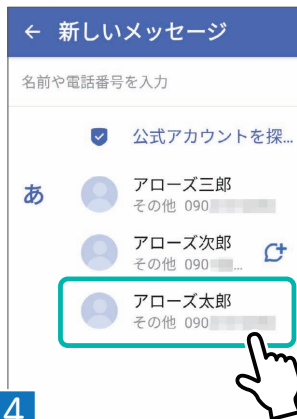 ← 新しいメッセージ
名前や電話番号を入力
公式アカウントを探...
あ
アローズ三郎
その他 090
アローズ次郎
その他 090 ...
アローズ太郎
その他 090
4